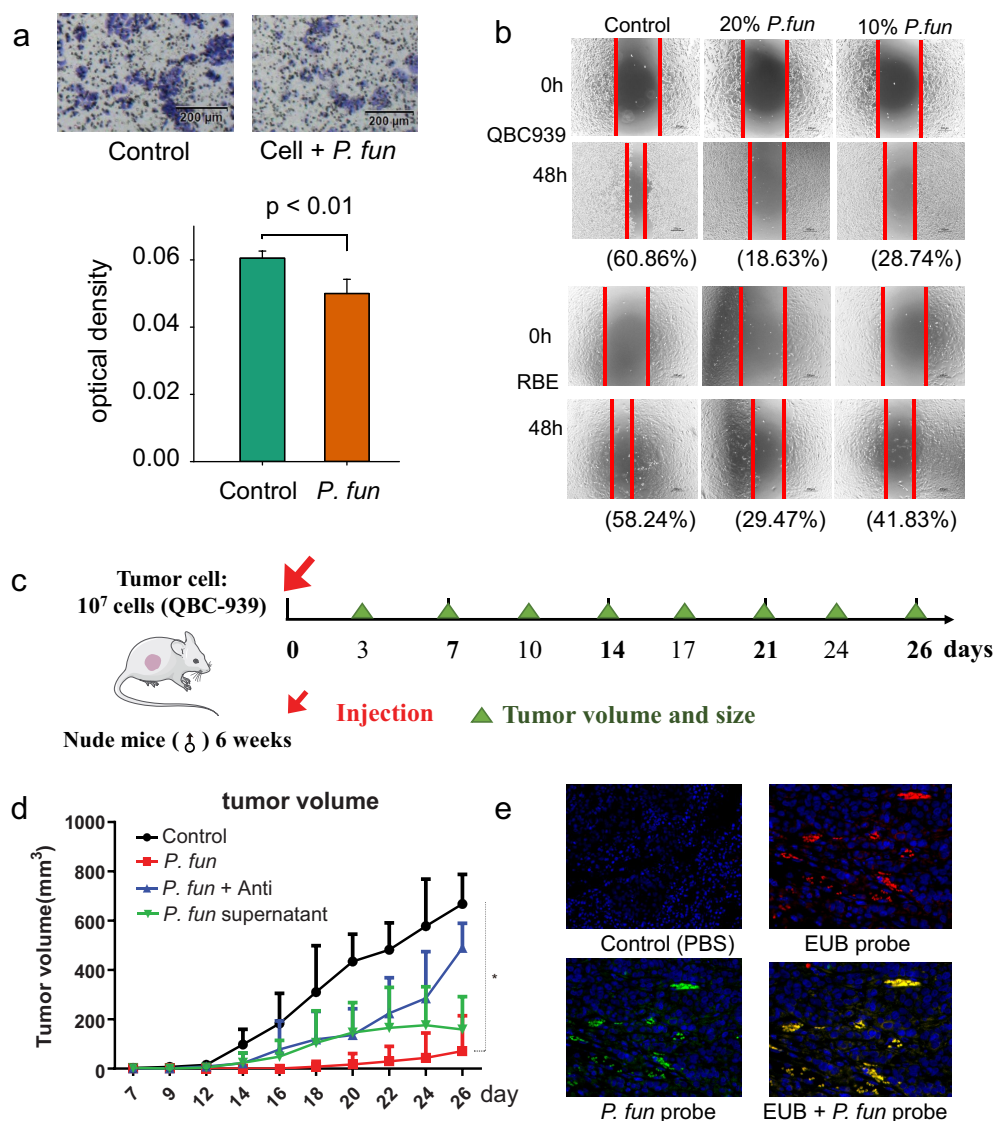 a
200 µm
200 µm
Control
Cell + P. fun
p < 0.01
optical density
0.06
0.04
0.02
0.00
Control
P. fun
b
Control
20% P.fun
10% P.fun
0h
QBC939
48h
(60.86%)
(18.63%)
(28.74%)
0h
RBE
48h
(58.24%)
(29.47%)
(41.83%)
c
Tumor cell:
10⁷ cells (QBC-939)
0
3
7
10
14
17
21
24
26
days
Nude mice (♂) 6 weeks
Injection
Tumor volume and size
d
tumor volume
Tumor volume(mm³)
1000
800
600
400
200
0
Control
P. fun
P. fun + Anti
P. fun supernatant
*
7
9
12
14
16
18
20
22
24
26
day
e
Control (PBS)
EUB probe
P. fun probe
EUB + P. fun probe